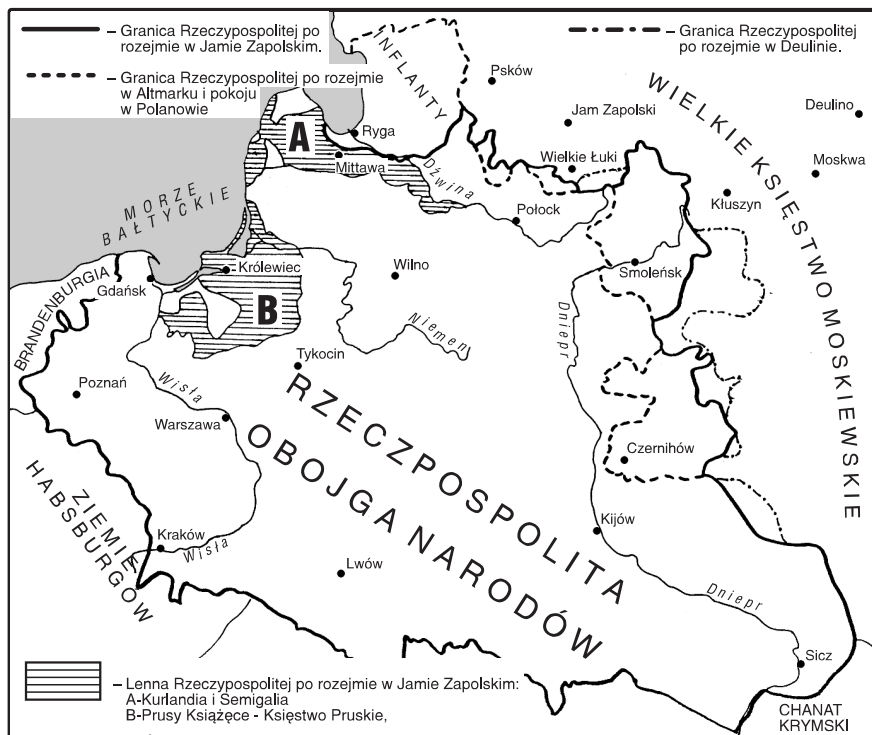 – Granica Rzeczypospolitej po
rozejmie w Jamie Zapolskim.
– Granica Rzeczypospolitej po rozejmie
w Altmarku i pokoju
w Polanowie
– Granica Rzeczypospolitej
po rozejmie w Deulinie.
INFLANTY
Psków
Jam Zapolski
Deulino
WIELKIE KSIĘSTWO MOSKIEWSKIE
A
Ryga
Mittawa
Dźwina
Wielkie Łuki
Moskwa
Kłuszyn
Połock
MORZE
BAŁTYCKIE
Królewiec
Wilno
Smoleńsk
Gdańsk
BRANDENBURGIA
B
Niemen
Dniepr
Tykocin
Poznań
Wisła
Warszawa
RZECZPOSPOLITA
OBOJGA NARODÓW
Czernihów
ZIEMIE
HABSBURGÓW
Kraków
Wisła
Kijów
Lwów
Dniepr
Sicz
– Lenna Rzeczypospolitej po rozejmie w Jamie Zapolskim:
A-Kurlandia i Semigalia
B-Prusy Książęce - Księstwo Pruskie,
CHANAT
KRYMSKI